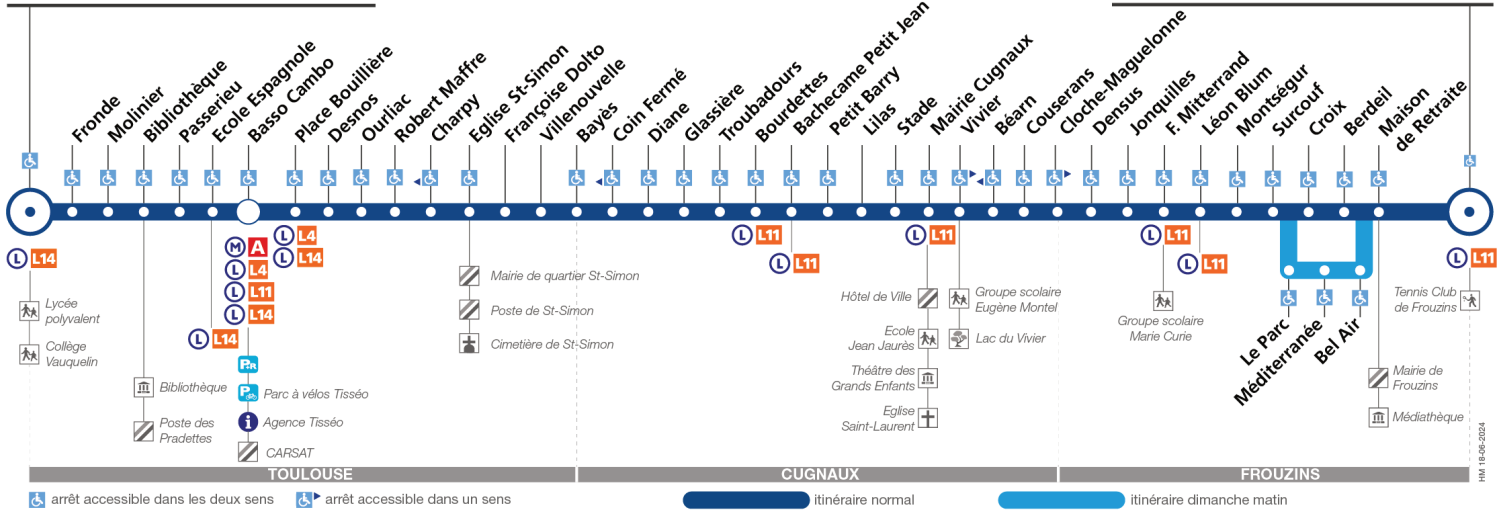 Fronde
Molinier
Bibliothèque
Passerieu
Ecole Espagnole
Basso Cambo
Place Bouillière
Desnos
Ourliac
Robert Maffre
Charpy
Eglise St-Simon
Françoise Dolto
Villenouvelle
Bayès
Coin Fermé
Diane
Glassière
Troubadours
Bourdettes
Bachecame Petit Jean
Petit Barry
Lilas
Stade
Mairie Cugnaux
Vivier
Béarn
Couserans
Cloche-Maguelonne
Densus
Jonquilles
F. Mitterrand
Léon Blum
Montségur
Surcouf
Croix
Berdeil
Maison
de Retraite
L L14
Lycée
polyvalent
Collège
Vauquelin
Bibliothèque
Poste des
Pradettes
L L14
M A
L L4
L L11
L L14
P+R
P
Parc à vélos Tisséo
i Agence Tisséo
CARSAT
L L4
L L14
Mairie de quartier St-Simon
Poste de St-Simon
Cimetière de St-Simon
L L11
L L11
L L11
Hôtel de Ville
Ecole
Jean Jaurès
Théâtre des
Grands Enfants
Eglise
Saint-Laurent
Groupe scolaire
Eugène Montel
Lac du Vivier
L L11
Groupe scolaire
Marie Curie
L L11
Le Parc
Méditerranée
Bel Air
Mairie de
Frouzins
Médiathèque
L L11
Tennis Club
de Frouzins
HM 18-06-2024
TOULOUSE
CUGNAUX
FROUZINS
arrêt accessible dans les deux sens
arrêt accessible dans un sens
itinéraire normal
itinéraire dimanche matin